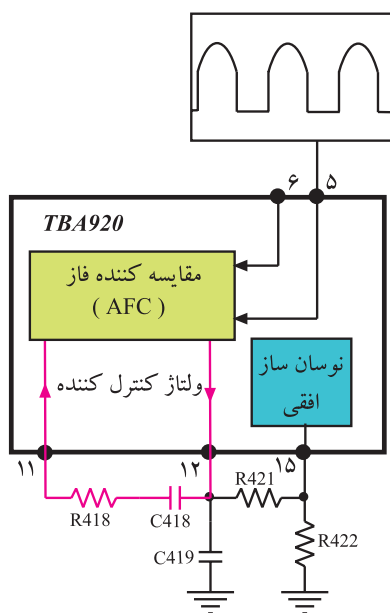 ۶ ۵
TBA920
مقایسه کننده فاز
( AFC )
نوسان ساز
افقی
ولتاژ کنترل کننده
۱۱ ۱۲ ۱۵
R421
R418
C418
R422
C419